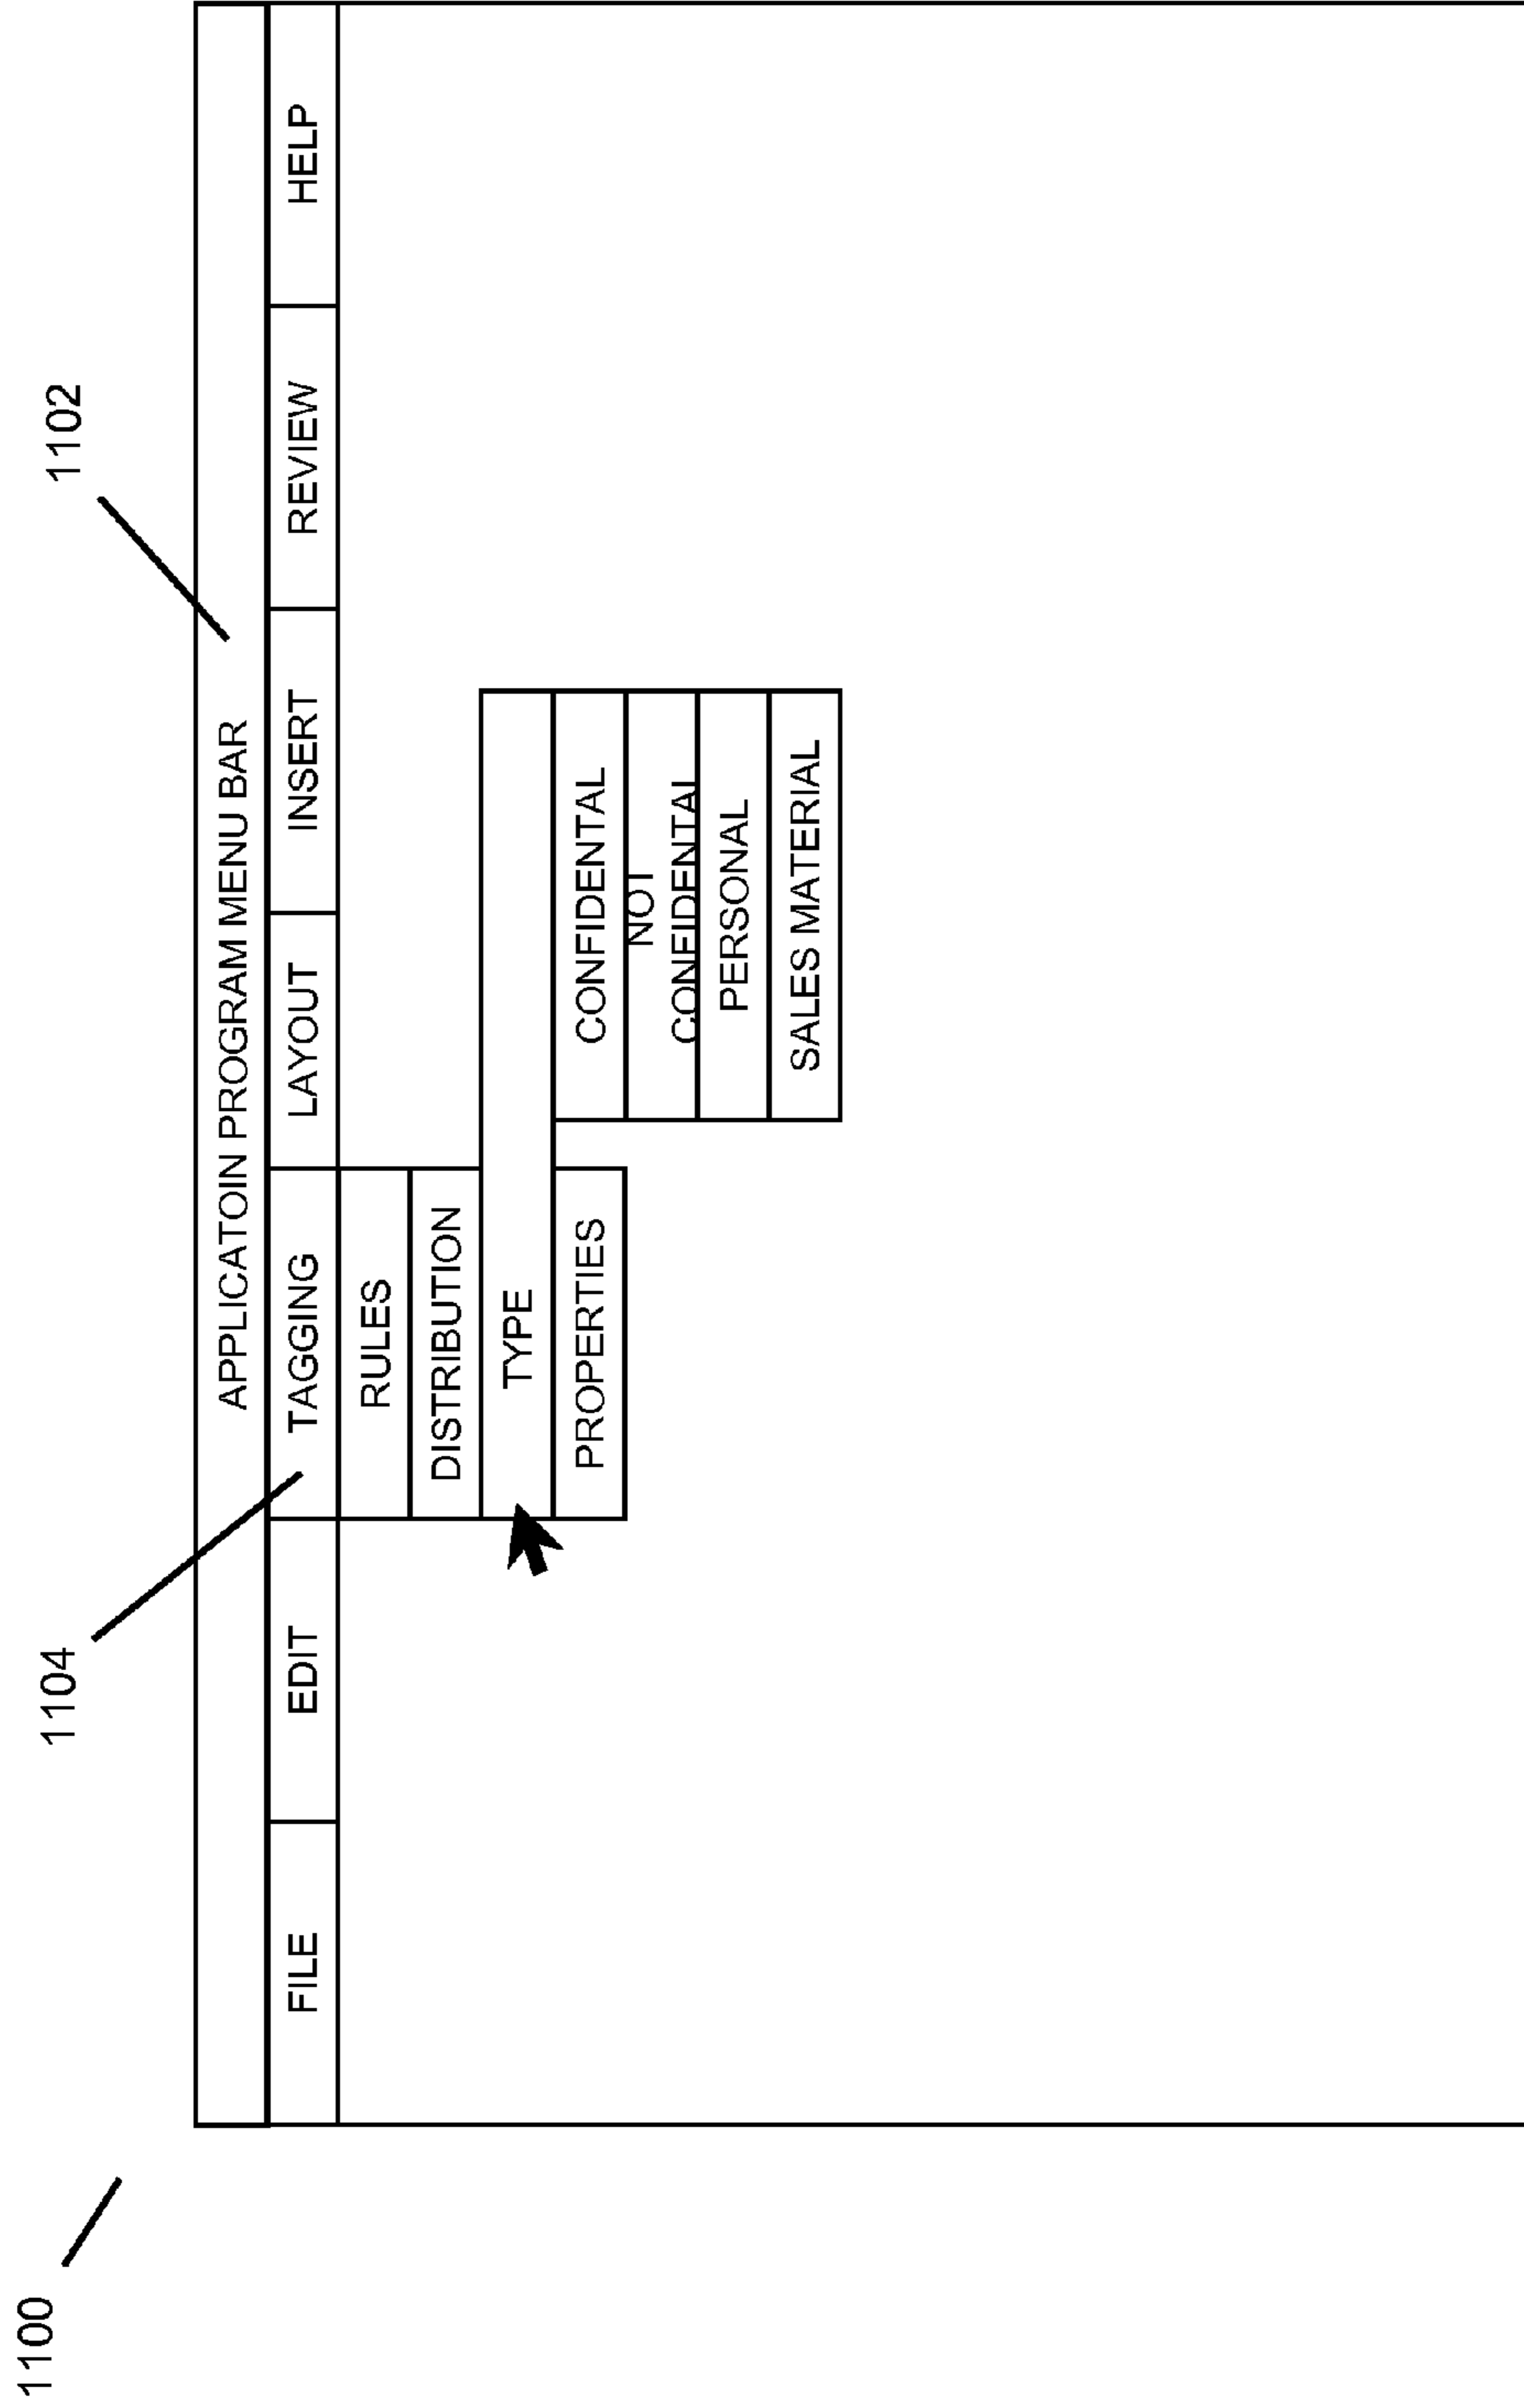 1100
1104
1102
APPLICATOIN PROGRAM MENU BAR
FILE
EDIT
TAGGING
LAYOUT
INSERT
REVIEW
HELP
RULES
DISTRIBUTION
TYPE
PROPERTIES
CONFIDENTAL
NOT
CONFIDENTAL
PERSONAL
SALES MATERIAL